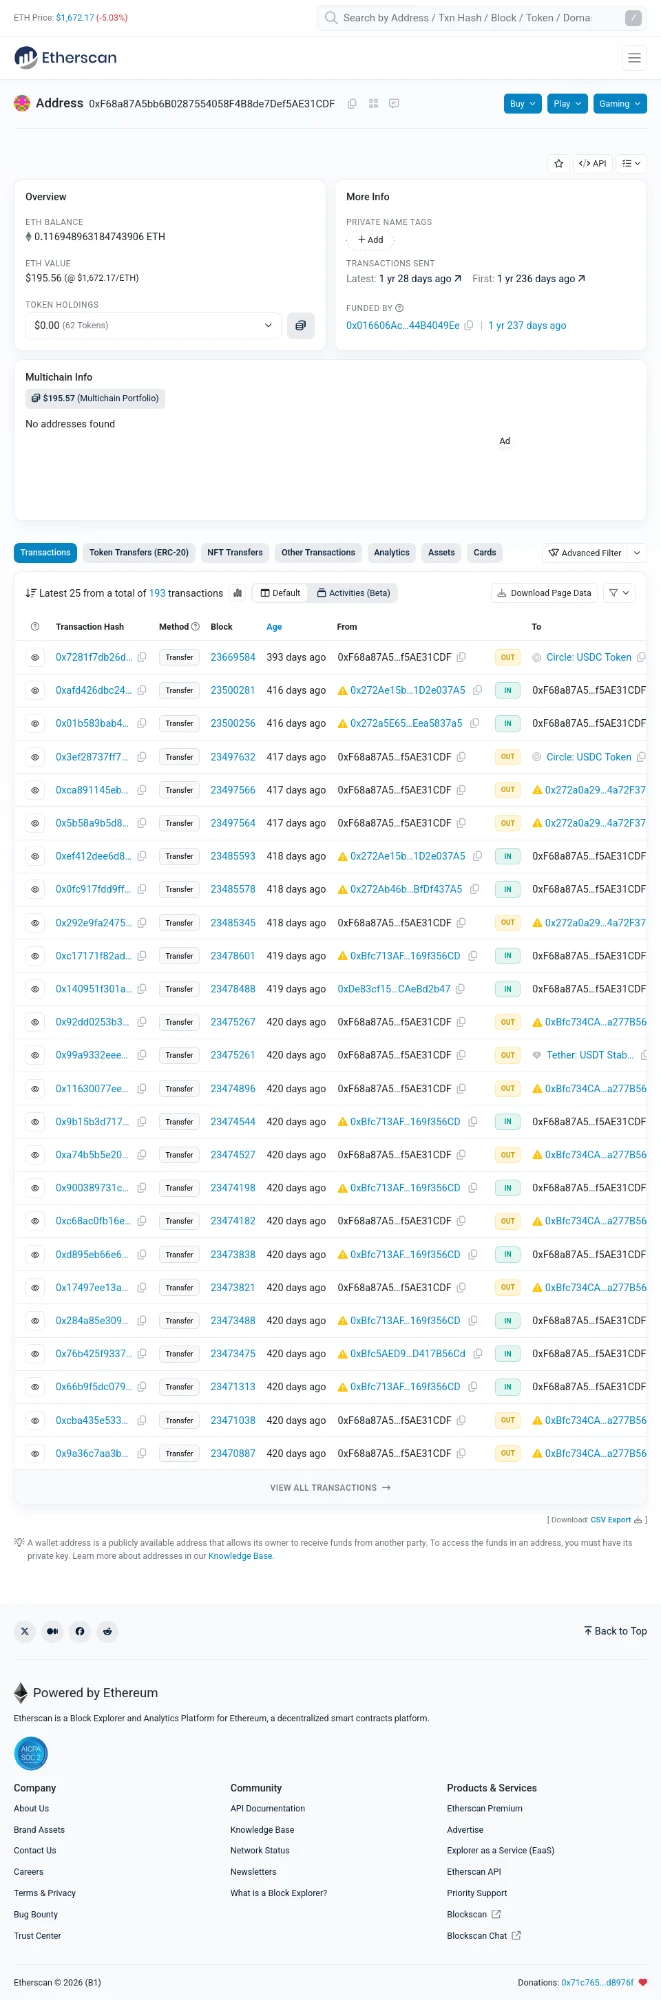 ETH Price: $1,672.17 (-5.03%)
Search by Address / Txn Hash / Block / Token / Domai
/
Etherscan
Address 0xF68a87A5bb6B0287554058F4B8de7Def5AE31CDF
Buy Play Gaming
API
Overview
ETH BALANCE
0.116948963184743906 ETH
ETH VALUE
$195.56 (@ $1,672.17/ETH)
TOKEN HOLDINGS
$0.00 (62 Tokens)
More Info
PRIVATE NAME TAGS
+ Add
TRANSACTIONS SENT
Latest: 1 yr 28 days ago First: 1 yr 236 days ago
FUNDED BY
0x016606Ac...44B4049Ee | 1 yr 237 days ago
Multichain Info
$195.57 (Multichain Portfolio)
No addresses found
Ad
Transactions Token Transfers (ERC-20) NFT Transfers Other Transactions Analytics Assets Cards Advanced Filter
Latest 25 from a total of 193 transactions Default Activities (Beta) Download Page Data
Transaction Hash Method Block Age From To
0x7281f7db26d... Transfer 23669584 393 days ago 0xF68a87A5...f5AE31CDF OUT Circle: USDC Token
0xafd426dbc24... Transfer 23500281 416 days ago 0x272Ae15b...1D2e037A5 IN 0xF68a87A5...f5AE31CDF
0x01b583bab4... Transfer 23500256 416 days ago 0x272a5E65...Eea5837a5 IN 0xF68a87A5...f5AE31CDF
0x3ef28737ff7... Transfer 23497632 417 days ago 0xF68a87A5...f5AE31CDF OUT Circle: USDC Token
0xca891145eb... Transfer 23497566 417 days ago 0xF68a87A5...f5AE31CDF OUT 0x272a0a29...4a72F37
0x5b58a9b5d8... Transfer 23497564 417 days ago 0xF68a87A5...f5AE31CDF OUT 0x272a0a29...4a72F37
0xef412dee6d8... Transfer 23485593 418 days ago 0x272Ae15b...1D2e037A5 IN 0xF68a87A5...f5AE31CDF
0x0fc917fdd9ff... Transfer 23485578 418 days ago 0x272Ab46b...BfDf437A5 IN 0xF68a87A5...f5AE31CDF
0x292e9fa2475... Transfer 23485345 418 days ago 0xF68a87A5...f5AE31CDF OUT 0x272a0a29...4a72F37
0xc17171f82ad... Transfer 23478601 419 days ago 0xBfc713AF...169f356CD IN 0xF68a87A5...f5AE31CDF
0x140951f301a... Transfer 23478488 419 days ago 0xDe83cf15...CAeBd2b47 IN 0xF68a87A5...f5AE31CDF
0x92dd0253b3... Transfer 23475267 420 days ago 0xF68a87A5...f5AE31CDF OUT 0xBfc734CA...a277B56
0x99a9332eee... Transfer 23475261 420 days ago 0xF68a87A5...f5AE31CDF OUT Tether: USDT Stab...
0x11630077ee... Transfer 23474896 420 days ago 0xF68a87A5...f5AE31CDF OUT 0xBfc734CA...a277B56
0x9b15b3d717... Transfer 23474544 420 days ago 0xBfc713AF...169f356CD IN 0xF68a87A5...f5AE31CDF
0xa74b5b5e20... Transfer 23474527 420 days ago 0xF68a87A5...f5AE31CDF OUT 0xBfc734CA...a277B56
0x900389731c... Transfer 23474198 420 days ago 0xBfc713AF...169f356CD IN 0xF68a87A5...f5AE31CDF
0xc68ac0fb16e... Transfer 23474182 420 days ago 0xF68a87A5...f5AE31CDF OUT 0xBfc734CA...a277B56
0xd895eb66e6... Transfer 23473838 420 days ago 0xBfc713AF...169f356CD IN 0xF68a87A5...f5AE31CDF
0x17497ee13a... Transfer 23473821 420 days ago 0xF68a87A5...f5AE31CDF OUT 0xBfc734CA...a277B56
0x284a85e309... Transfer 23473488 420 days ago 0xBfc713AF...169f356CD IN 0xF68a87A5...f5AE31CDF
0x76b425f9337... Transfer 23473475 420 days ago 0xBfc5AED9...D417B56Cd IN 0xF68a87A5...f5AE31CDF
0x66b9f5dc079... Transfer 23471313 420 days ago 0xBfc713AF...169f356CD IN 0xF68a87A5...f5AE31CDF
0xcba435e533... Transfer 23471038 420 days ago 0xF68a87A5...f5AE31CDF OUT 0xBfc734CA...a277B56
0x9a36c7aa3b... Transfer 23470887 420 days ago 0xF68a87A5...f5AE31CDF OUT 0xBfc734CA...a277B56
VIEW ALL TRANSACTIONS →
[ Download: CSV Export ]
A wallet address is a publicly available address that allows its owner to receive funds from another party. To access the funds in an address, you must have its
private key. Learn more about addresses in our Knowledge Base.
Back to Top
Powered by Ethereum
Etherscan is a Block Explorer and Analytics Platform for Ethereum, a decentralized smart contracts platform.
AICPA
SOC 2
Company
About Us
Brand Assets
Contact Us
Careers
Terms & Privacy
Bug Bounty
Trust Center
Community
API Documentation
Knowledge Base
Network Status
Newsletters
What is a Block Explorer?
Products & Services
Etherscan Premium
Advertise
Explorer as a Service (EaaS)
Etherscan API
Priority Support
Blockscan
Blockscan Chat
Etherscan © 2026 (B1)
Donations: 0x71c765...d8976f